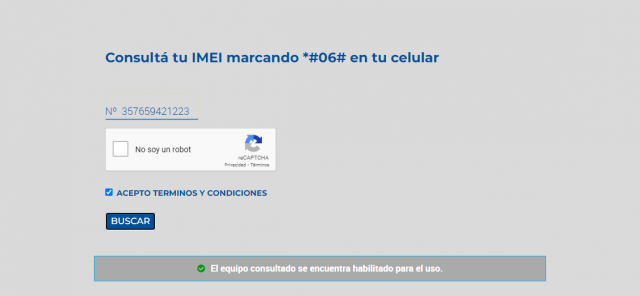 Consultá tu IMEI marcando *#06# en tu celular
Nº 357659421223
No soy un robot
reCAPTCHA
Privacidad - Términos
ACEPTO TERMINOS Y CONDICIONES
BUSCAR
El equipo consultado se encuentra habilitado para el uso.